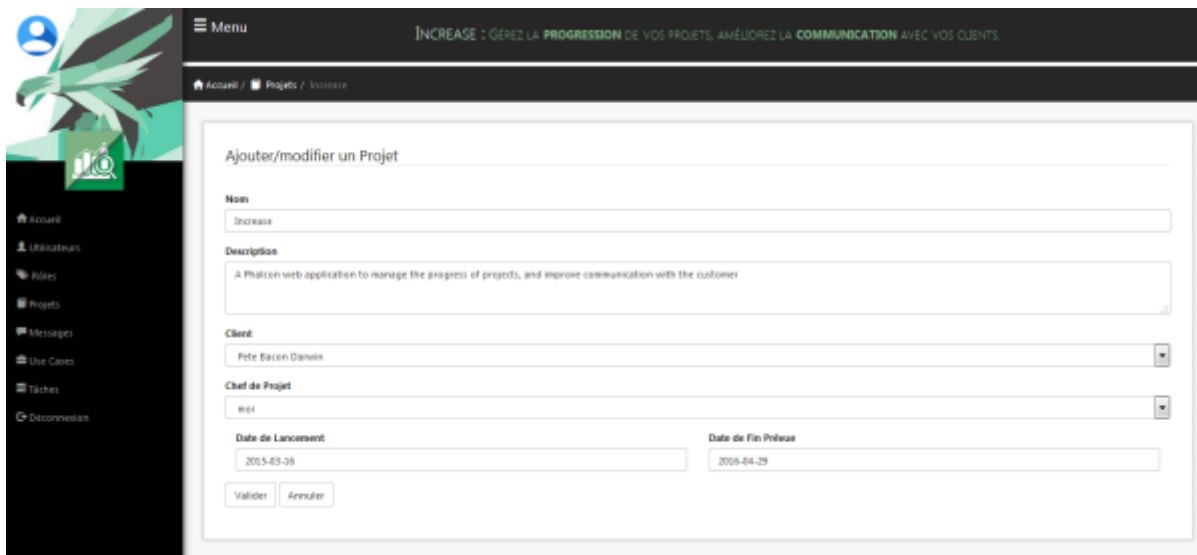 Menu
INCREASE : GÉREZ LA PROGRESSION DE VOS PROJETS, AMÉLIOREZ LA COMMUNICATION AVEC VOS CLIENTS.
Accueil / Projets / Increase
Ajouter/modifier un Projet
Nom
Increase
Description
A Phalcon web application to manage the progress of projects, and improve communication with the customer
Client
Pete Bacon Darwin
Chef de Projet
moi
Date de Lancement
Date de Fin Prévue
2015-03-16
2016-04-29
Valider
Annuler
Accueil
Utilisateurs
Rôles
Projets
Messages
Use Cases
Tâches
Déconnexion